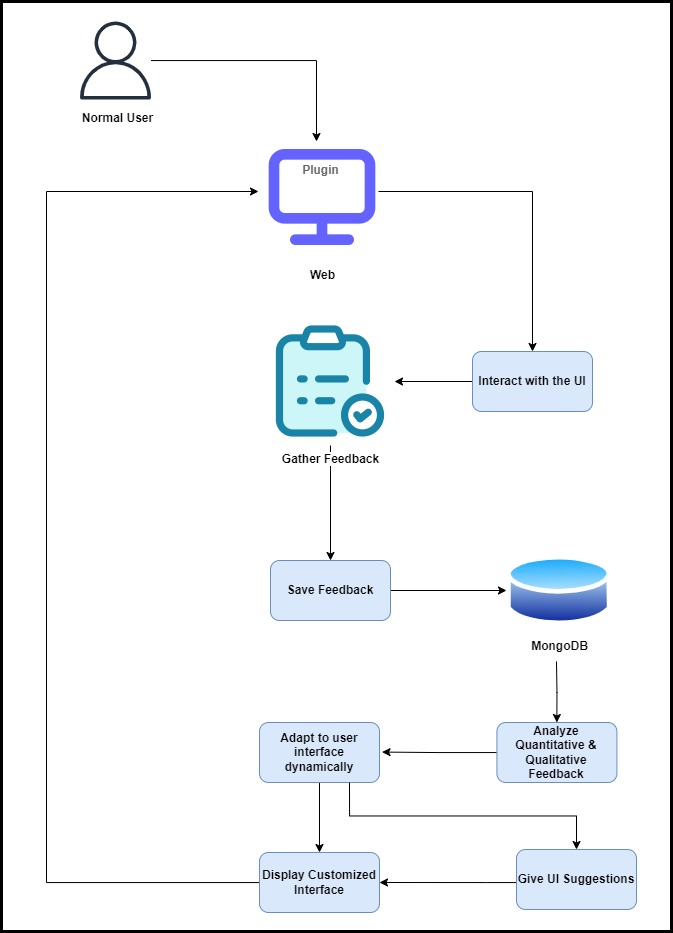 Normal User
Plugin
Web
Interact with the UI
Gather Feedback
Save Feedback
MongoDB
Adapt to user
interface
dynamically
Analyze
Quantitative &
Qualitative
Feedback
Display Customized
Interface
Give UI Suggestions